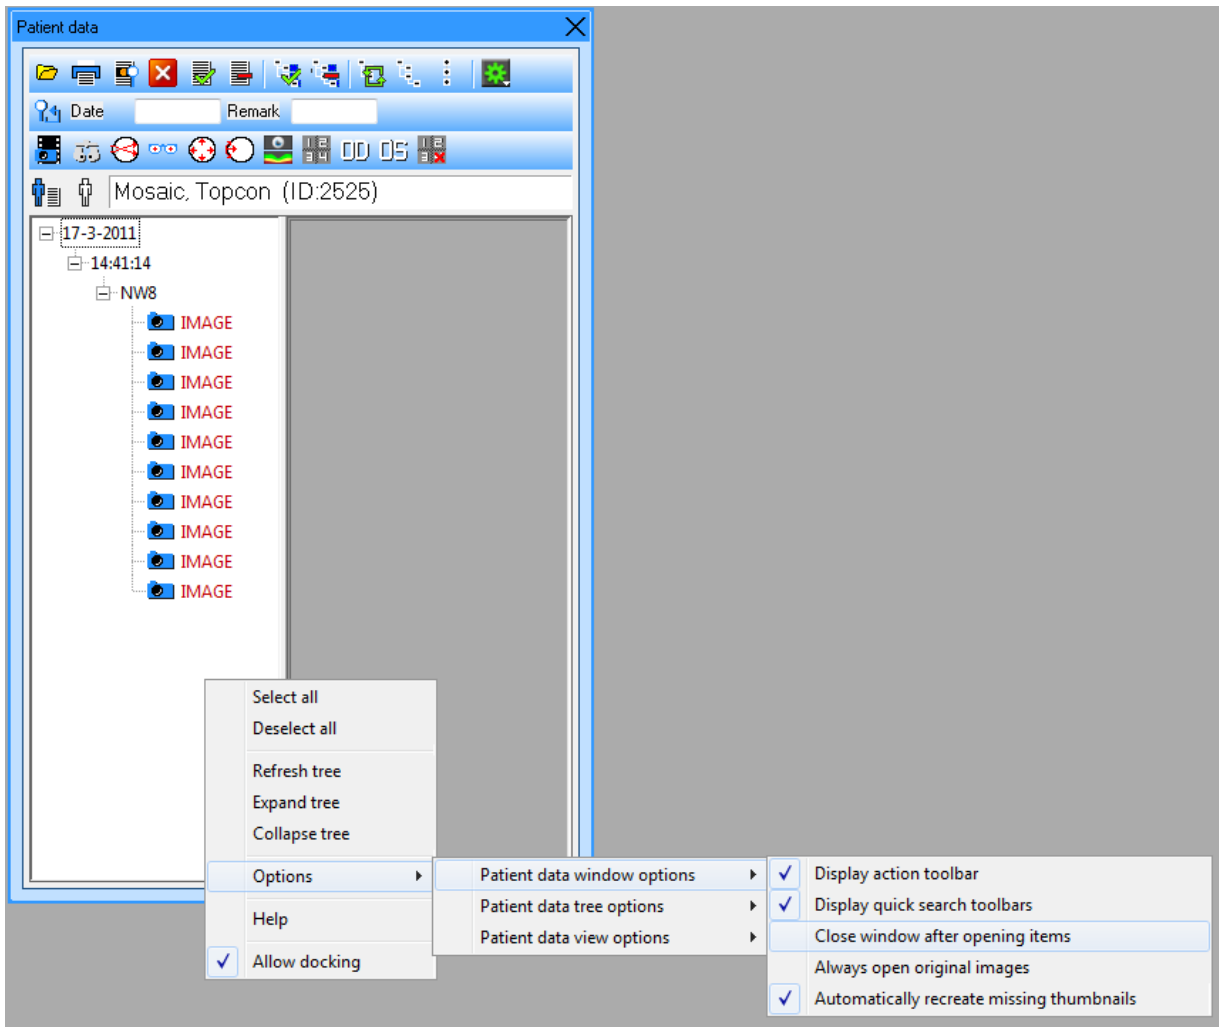 Patient data
Date
Remark
OD OS
Mosaic, Topcon (ID:2525)
17-3-2011
14:41:14
NW8
IMAGE
IMAGE
IMAGE
IMAGE
IMAGE
IMAGE
IMAGE
IMAGE
IMAGE
IMAGE
Select all
Deselect all
Refresh tree
Expand tree
Collapse tree
Options
Help
Allow docking
Patient data window options
Patient data tree options
Patient data view options
Display action toolbar
Display quick search toolbars
Close window after opening items
Always open original images
Automatically recreate missing thumbnails